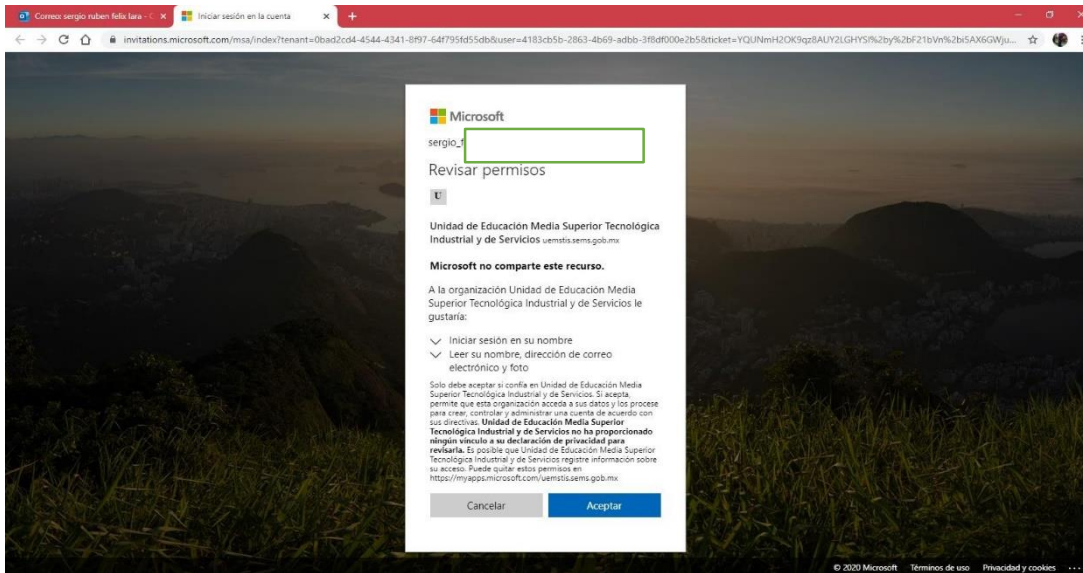 Correo: sergio ruben felix lara - C
Iniciar sesión en la cuenta
invitations.microsoft.com/msa/index?tenant=0bad2cd4-4544-4341-8f97-64f795fd55db&user=4183cb5b-2863-4b69-adbb-3f8df000e2b5&ticket=YQUNmH2OK9qz8AUY2LGHYSI%2by%2bF21bVn%2bi5AX6GWju...
Microsoft
sergio_f
Revisar permisos
U
Unidad de Educación Media Superior Tecnológica
Industrial y de Servicios uemstis.sems.gob.mx
Microsoft no comparte este recurso.
A la organización Unidad de Educación Media
Superior Tecnológica Industrial y de Servicios le
gustaría:
Iniciar sesión en su nombre
Leer su nombre, dirección de correo
electrónico y foto
Solo debe aceptar si confía en Unidad de Educación Media
Superior Tecnológica Industrial y de Servicios. Si acepta,
permite que esta organización acceda a sus datos y los procese
para crear, controlar y administrar una cuenta de acuerdo con
sus directivas. Unidad de Educación Media Superior
Tecnológica Industrial y de Servicios no ha proporcionado
ningún vínculo a su declaración de privacidad para
revisarla. Es posible que Unidad de Educación Media Superior
Tecnológica Industrial y de Servicios registre información sobre
su acceso. Puede quitar estos permisos en
https://myapps.microsoft.com/uemstis.sems.gob.mx
Cancelar
Aceptar
© 2020 Microsoft Términos de uso Privacidad y cookies ...